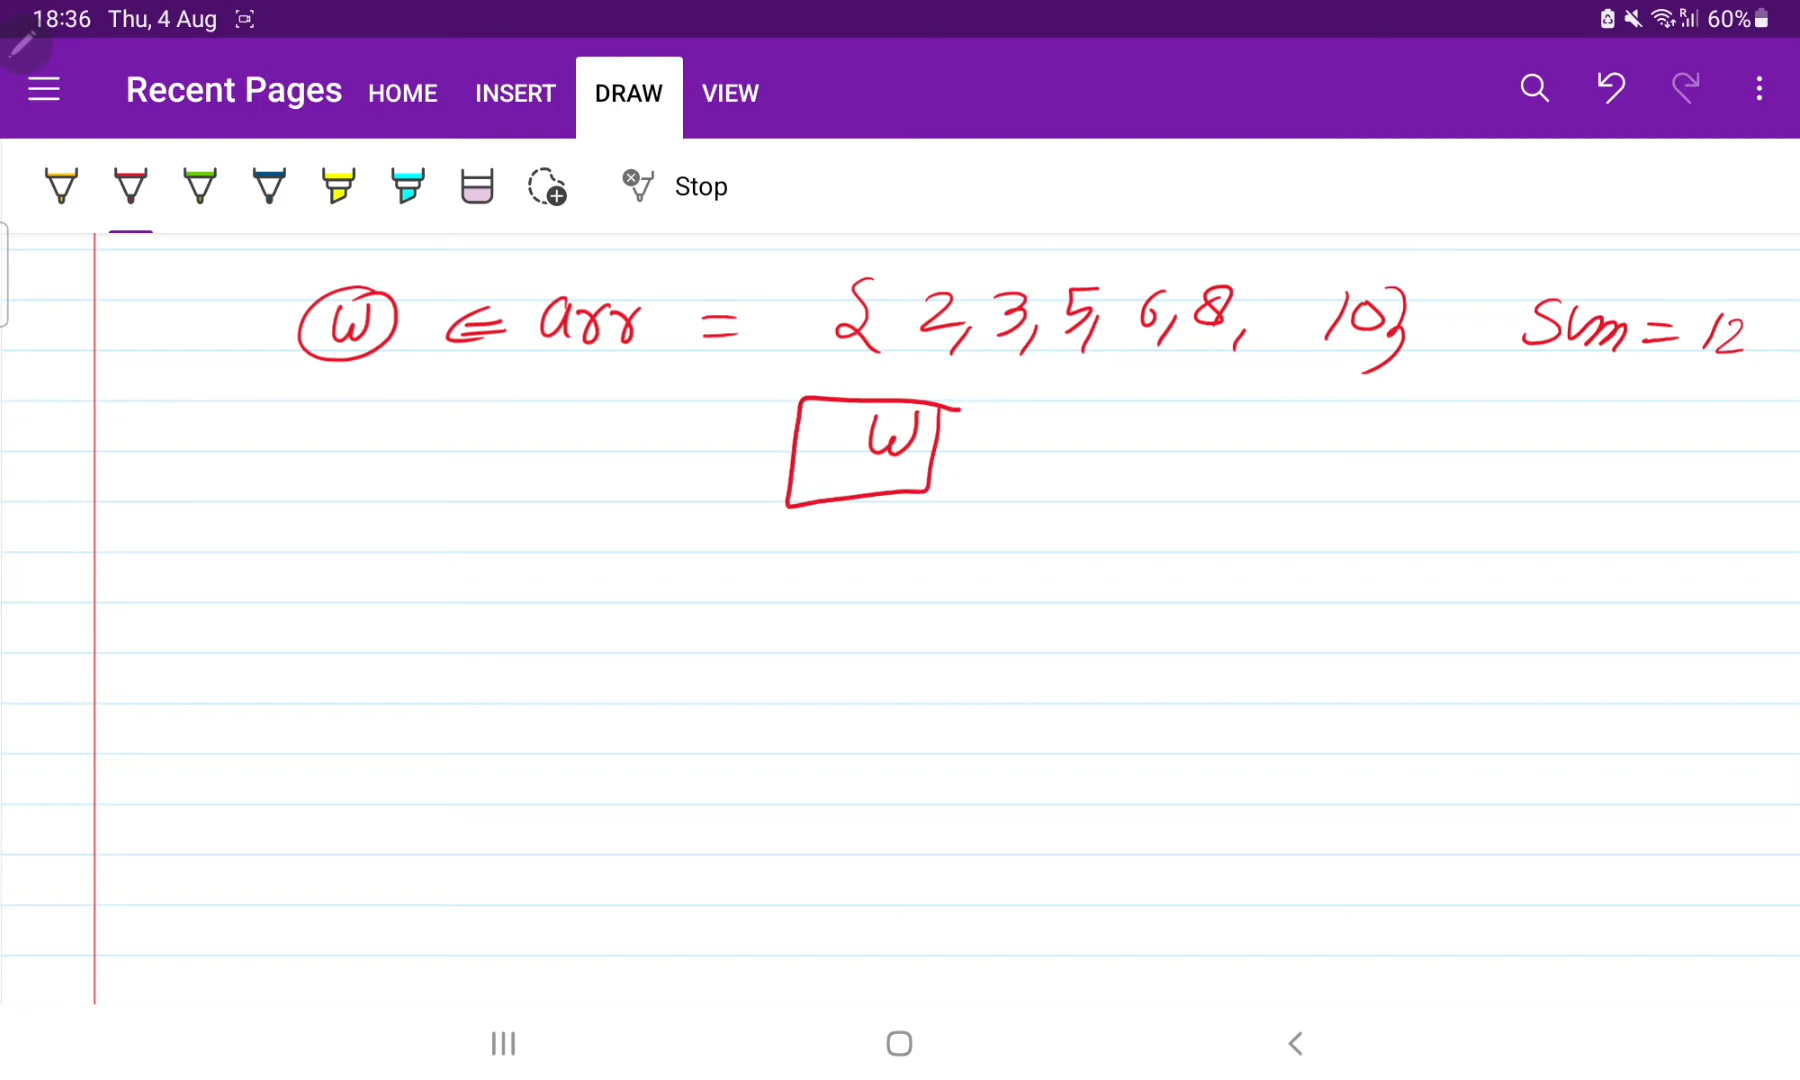 18:36 Thu, 4 Aug R 60%
Recent Pages HOME INSERT DRAW VIEW
Stop
W ⇐ arr = { 2, 3, 5, 6, 8, 10} Sum = 12
W